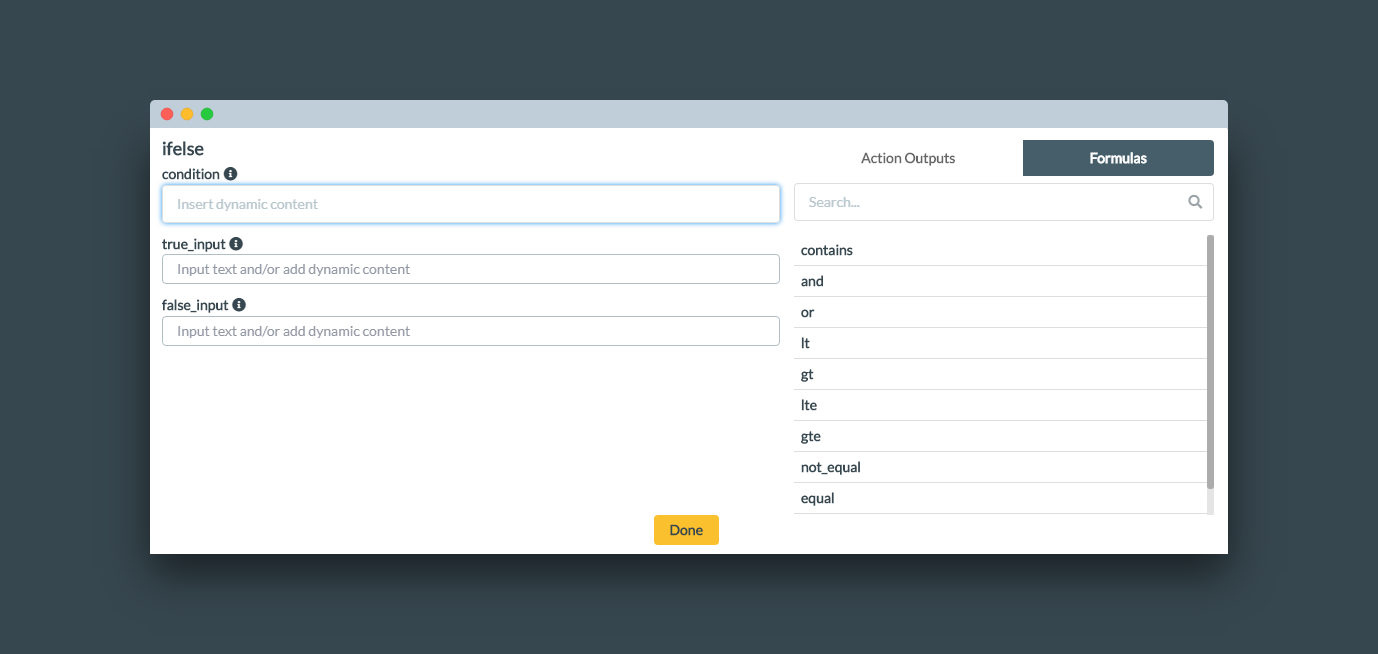 ifelse
condition
Insert dynamic content
true_input
Input text and/or add dynamic content
false_input
Input text and/or add dynamic content
Action Outputs
Formulas
Search...
contains
and
or
lt
gt
lte
gte
not_equal
equal
Done